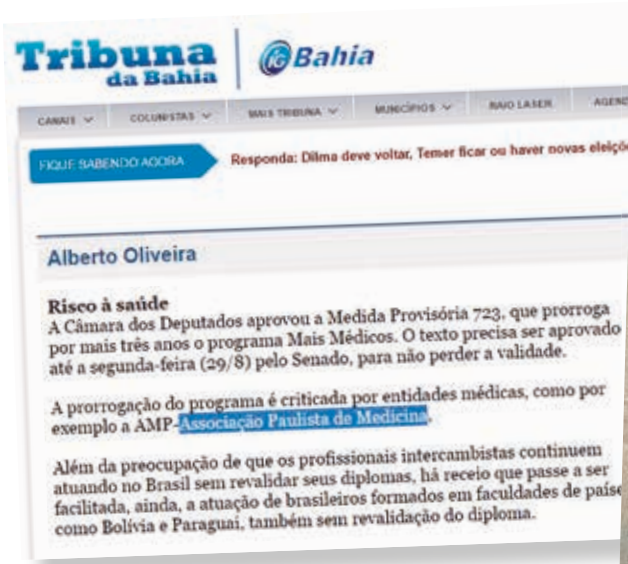 Tribuna
da Bahia
iG Bahia
CANAIS
COLUNISTAS
MAIS TRIBUNA
MUNICÍPIOS
RAIO LASER
FIQUE SABENDO AGORA
Responda: Dilma deve voltar, Temer ficar ou haver novas
Alberto Oliveira
Risco à saúde
A Câmara dos Deputados aprovou a Medida Provisória 723, que prorroga
por mais três anos o programa Mais Médicos. O texto precisa ser aprovado
até a segunda-feira (29/8) pelo Senado, para não perder a validade.
A prorrogação do programa é criticada por entidades médicas, como por
exemplo a AMP-Associação Paulista de Medicina.
Além da preocupação de que os profissionais intercambistas continuem
atuando no Brasil sem revalidar seus diplomas, há receio que passe a ser
facilitada, ainda, a atuação de brasileiros formados em faculdades de paíse
como Bolívia e Paraguai, também sem revalidação do diploma.